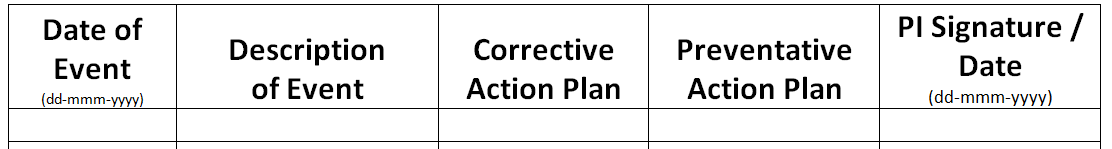 Date of
Event
(dd-mmm-yyyy)
Description
of Event
Corrective
Action Plan
Preventative
Action Plan
PI Signature /
Date
(dd-mmm-yyyy)